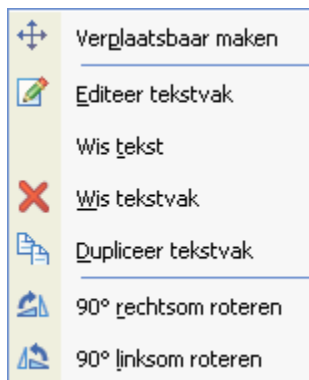 Verplaatsbaar maken
Editeer tekstvak
Wis tekst
Wis tekstvak
Dupliceer tekstvak
90° rechtsom roteren
90° linksom roteren